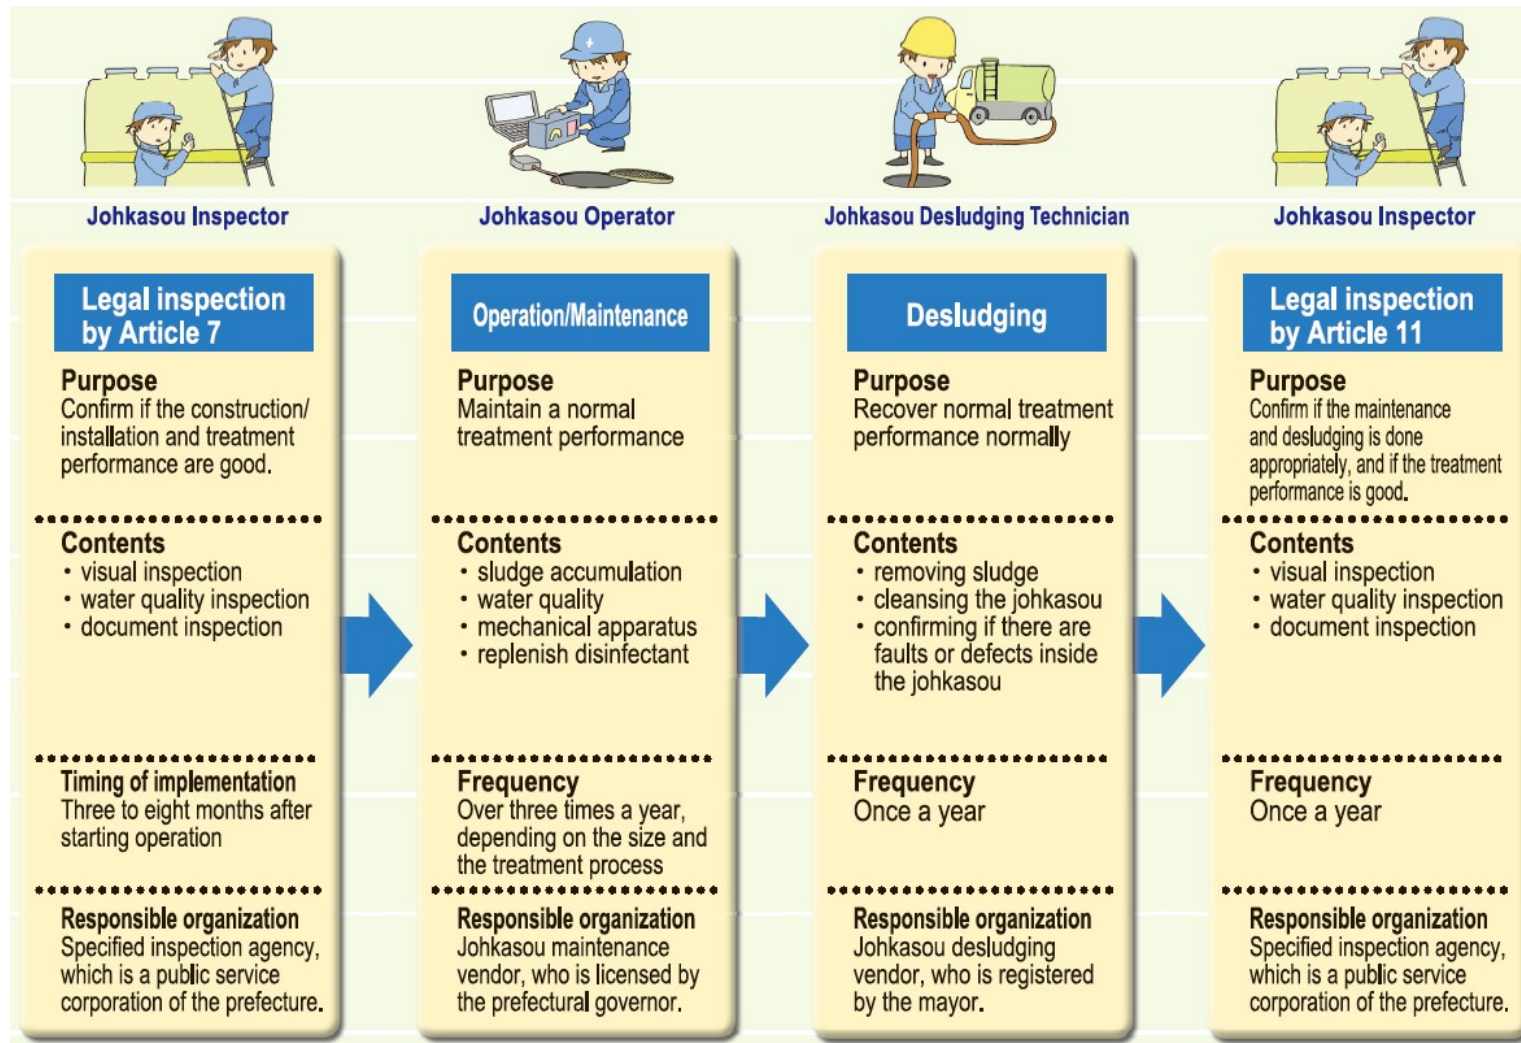 Johkasou Inspector
Legal inspection
by Article 7
Purpose
Confirm if the construction/
installation and treatment
performance are good.
Contents
・ visual inspection
・ water quality inspection
・ document inspection
Timing of implementation
Three to eight months after
starting operation
Responsible organization
Specified inspection agency,
which is a public service
corporation of the prefecture.
Johkasou Operator
Operation/Maintenance
Purpose
Maintain a normal
treatment performance
Contents
・ sludge accumulation
・ water quality
・ mechanical apparatus
・ replenish disinfectant
Frequency
Over three times a year,
depending on the size and
the treatment process
Responsible organization
Johkasou maintenance
vendor, who is licensed by
the prefectural governor.
Johkasou Desludging Technician
Desludging
Purpose
Recover normal treatment
performance normally
Contents
・ removing sludge
・ cleansing the johkasou
・ confirming if there are
faults or defects inside
the johkasou
Frequency
Once a year
Responsible organization
Johkasou desludging
vendor, who is registered
by the mayor.
Johkasou Inspector
Legal inspection
by Article 11
Purpose
Confirm if the maintenance
and desludging is done
appropriately, and if the treatment
performance is good.
Contents
・ visual inspection
・ water quality inspection
・ document inspection
Frequency
Once a year
Responsible organization
Specified inspection agency,
which is a public service
corporation of the prefecture.